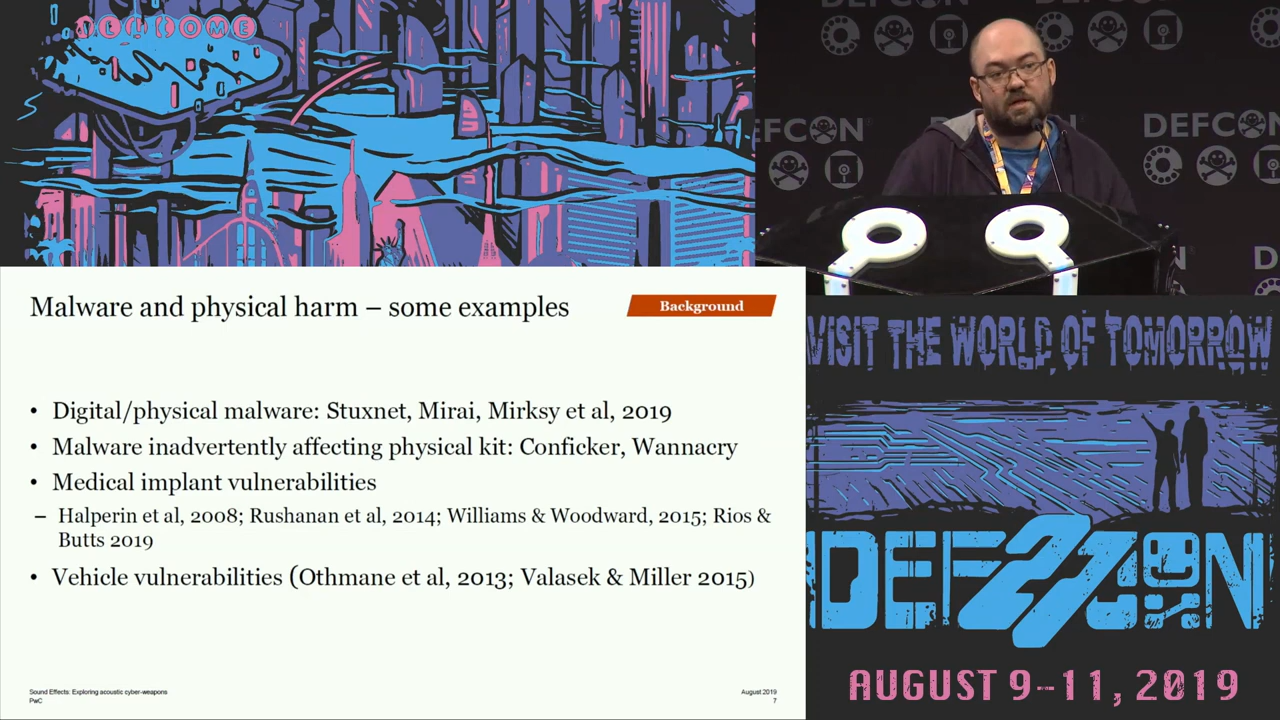 WELCOME
DEFCON
DEFCON
DEFCON
Malware and physical harm – some examples
Background
• Digital/physical malware: Stuxnet, Mirai, Mirksy et al, 2019
• Malware inadvertently affecting physical kit: Conficker, Wannacry
• Medical implant vulnerabilities
– Halperin et al, 2008; Rushanan et al, 2014; Williams & Woodward, 2015; Rios &
Butts 2019
• Vehicle vulnerabilities (Othmane et al, 2013; Valasek & Miller 2015)
Sound Effects: Exploring acoustic cyber-weapons
PwC
August 2019
7
VISIT THE WORLD OF TOMORROW
DEF27CON
AUGUST 9-11, 2019